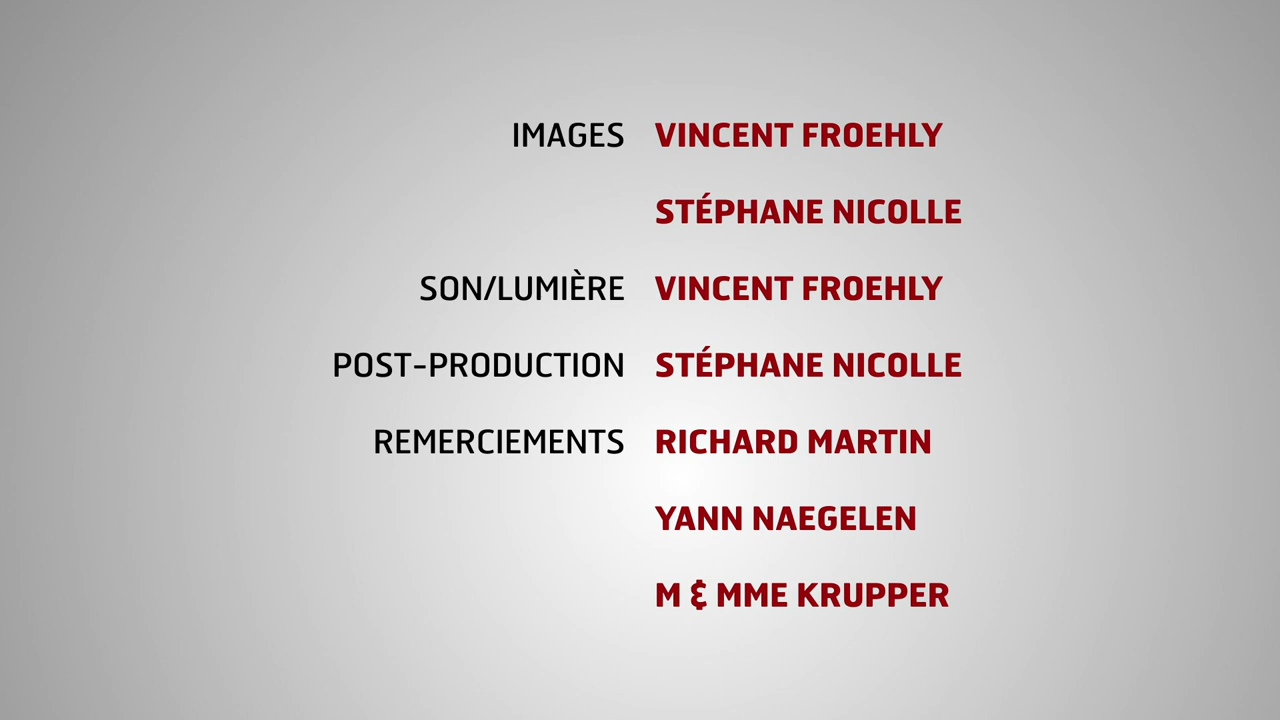 IMAGES VINCENT FROEHLY
STÉPHANE NICOLLE
SON/LUMIÈRE VINCENT FROEHLY
POST-PRODUCTION STÉPHANE NICOLLE
REMERCIEMENTS RICHARD MARTIN
YANN NAEGELEN
M & MME KRUPPER